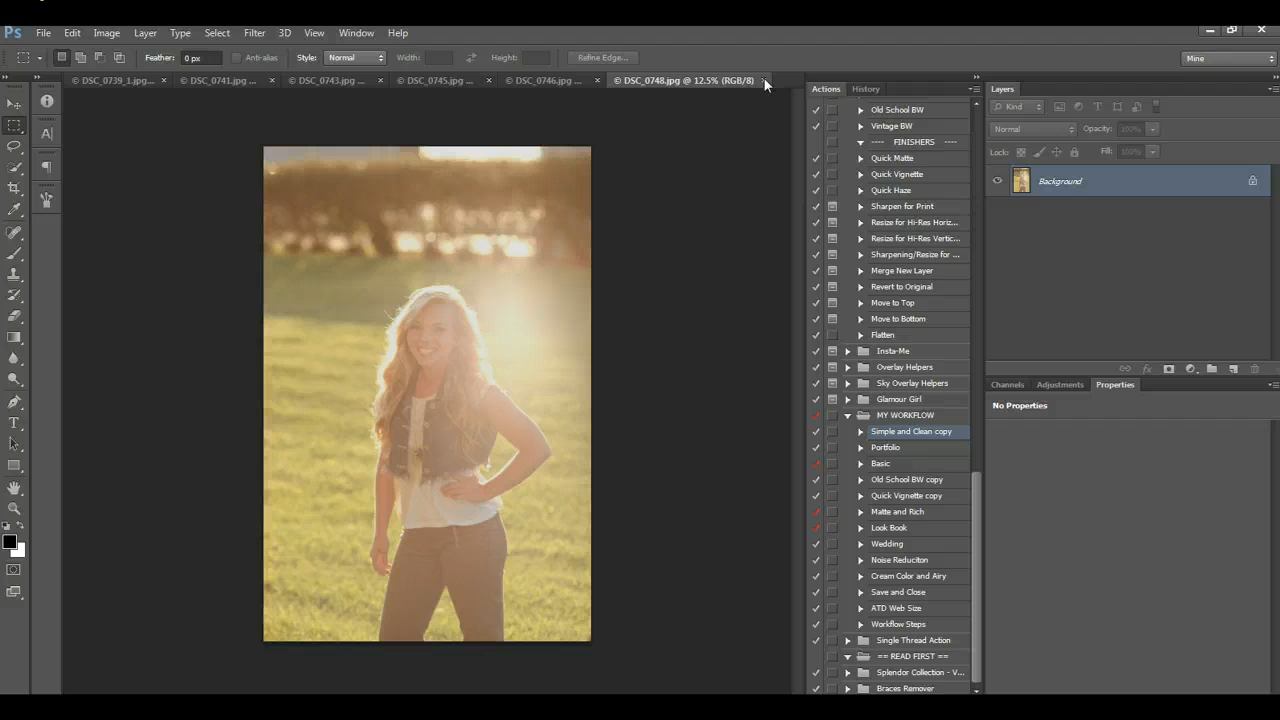 Ps File Edit Image Layer Type Select Filter 3D View Window Help
Feather: 0 px Anti-alias Style: Normal Width: Height: Refine Edge... Mine
© DSC_0739_1.jpg... × © DSC_0741.jpg ... × © DSC_0743.jpg ... × © DSC_0745.jpg ... × © DSC_0746.jpg ... × © DSC_0748.jpg @ 12.5% (RGB/8)
Actions History
Old School BW
Vintage BW
---- FINISHERS ----
Quick Matte
Quick Vignette
Quick Haze
Sharpen for Print
Resize for Hi-Res Horiz...
Resize for Hi-Res Vertic...
Sharpening/Resize for ...
Merge New Layer
Revert to Original
Move to Top
Move to Bottom
Flatten
Insta-Me
Overlay Helpers
Sky Overlay Helpers
Glamour Girl
MY WORKFLOW
Simple and Clean copy
Portfolio
Basic
Old School BW copy
Quick Vignette copy
Matte and Rich
Look Book
Wedding
Noise Reduciton
Cream Color and Airy
Save and Close
ATD Web Size
Workflow Steps
Single Thread Action
== READ FIRST ==
Splendor Collection - V...
Braces Remover
Layers
Kind
Normal Opacity: 100%
Lock: Fill: 100%
Background
Channels Adjustments Properties
No Properties